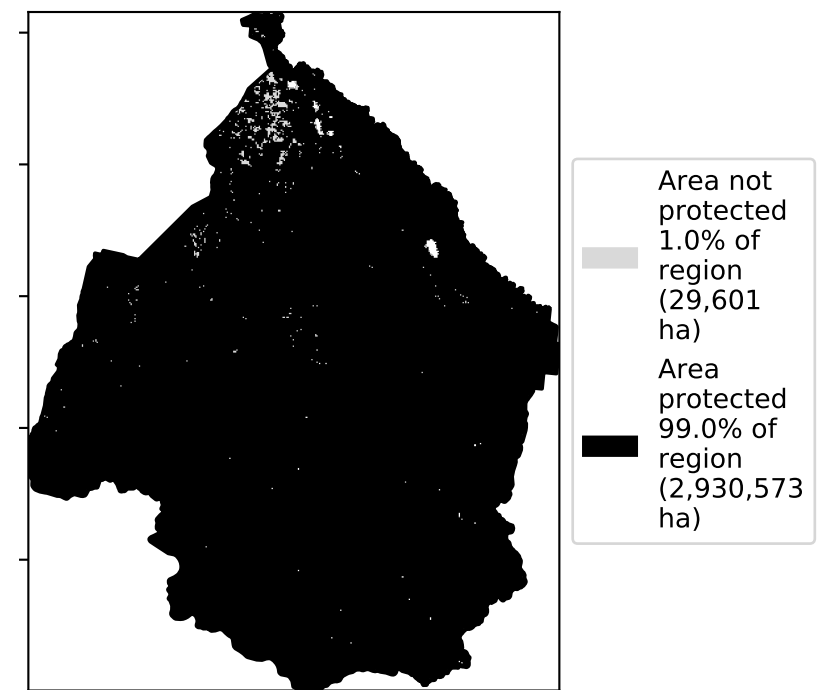 Area not
protected
1.0% of
region
(29,601
ha)
Area
protected
99.0% of
region
(2,930,573
ha)